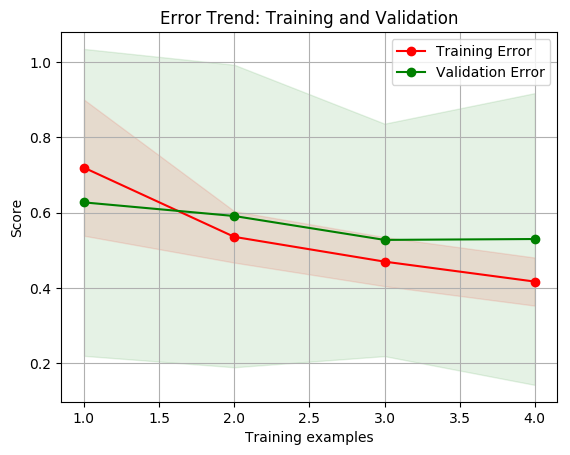 Error Trend: Training and Validation
Training Error
Validation Error
Score
1.0
0.8
0.6
0.4
0.2
1.0 1.5 2.0 2.5 3.0 3.5 4.0
Training examples